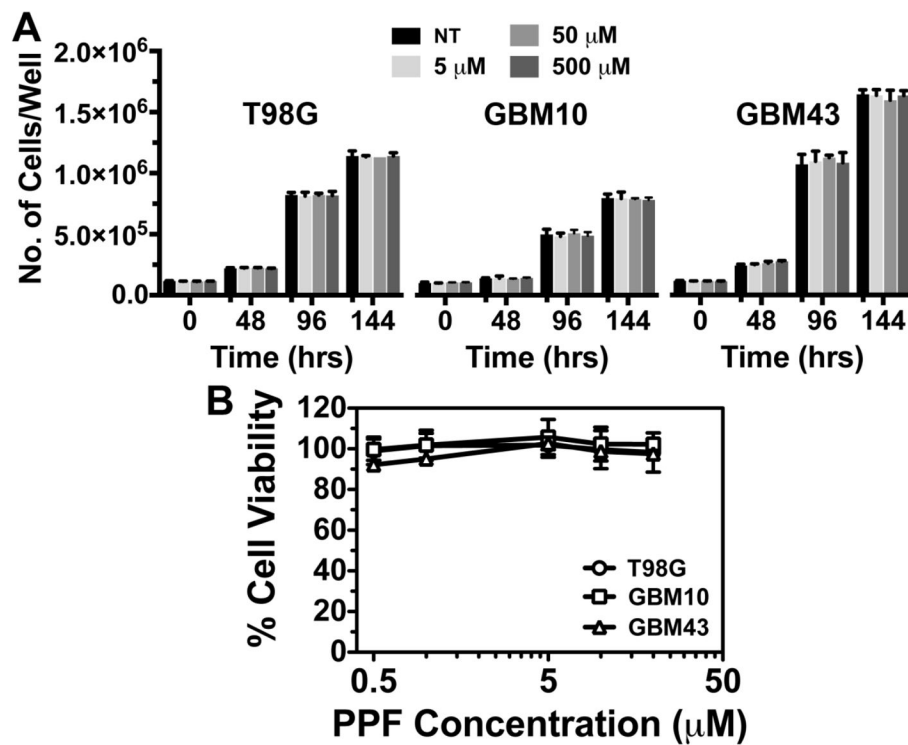 A
NT
50 μM
5 μM
500 μM
No. of Cells/Well
2.0×10⁶
1.5×10⁶
1.0×10⁶
5.0×10⁵
0.0
T98G
GBM10
GBM43
0 48 96 144
0 48 96 144
0 48 96 144
Time (hrs)
Time (hrs)
Time (hrs)
B
% Cell Viability
120
100
80
60
40
20
0
T98G
GBM10
GBM43
0.5 5 50
PPF Concentration (μM)